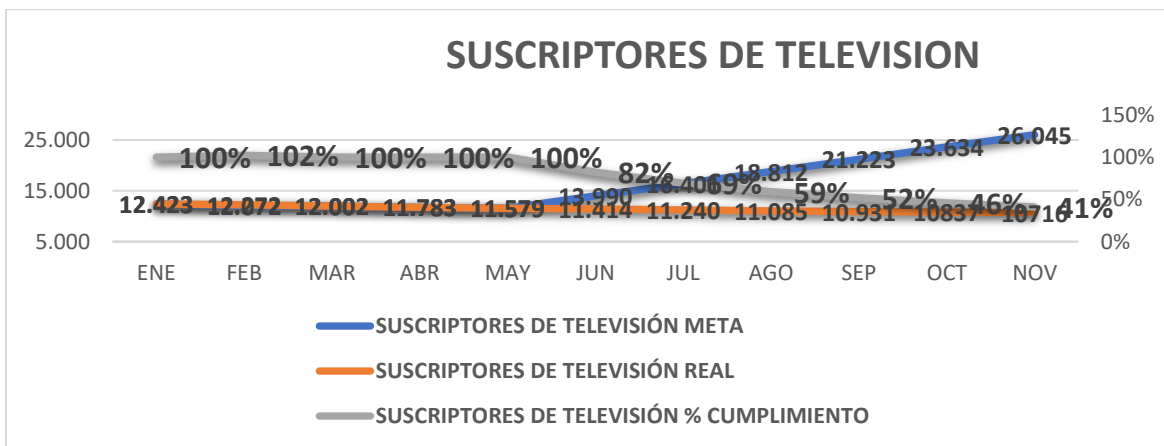 SUSCRIPTORES DE TELEVISION
150%
25.000
100%
15.000
50%
5.000
0%
26.045
23.634
21.223
18.812
16.406
13.990
100% 102% 100% 100% 100% 82% 69% 59% 52% 46% 41%
12.423 12.002 11.783 11.579 11.414 11.240 11.085 10.931 10837 10716
ENE FEB MAR ABR MAY JUN JUL AGO SEP OCT NOV
SUSCRIPTORES DE TELEVISIÓN META
SUSCRIPTORES DE TELEVISIÓN REAL
SUSCRIPTORES DE TELEVISIÓN % CUMPLIMIENTO